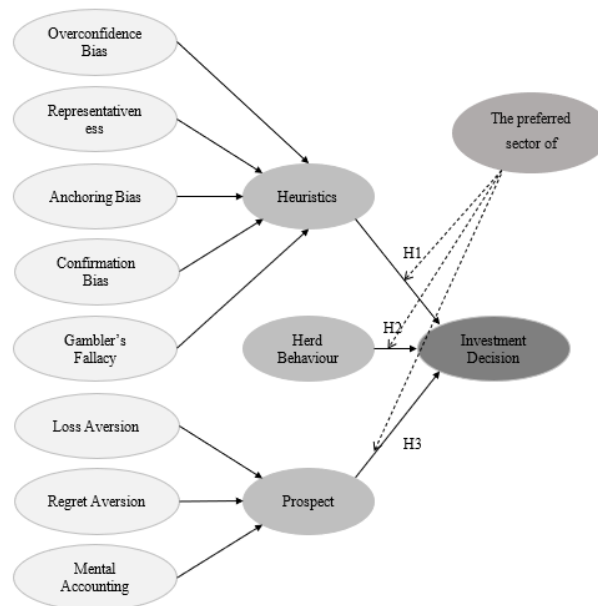 Overconfidence
Bias
Representativen
ess
Anchoring Bias
Confirmation
Bias
Gambler's
Fallacy
Loss Aversion
Regret Aversion
Mental
Accounting
Heuristics
Herd
Behaviour
Prospect
The preferred
sector of
H1
H2
H3
Investment
Decision